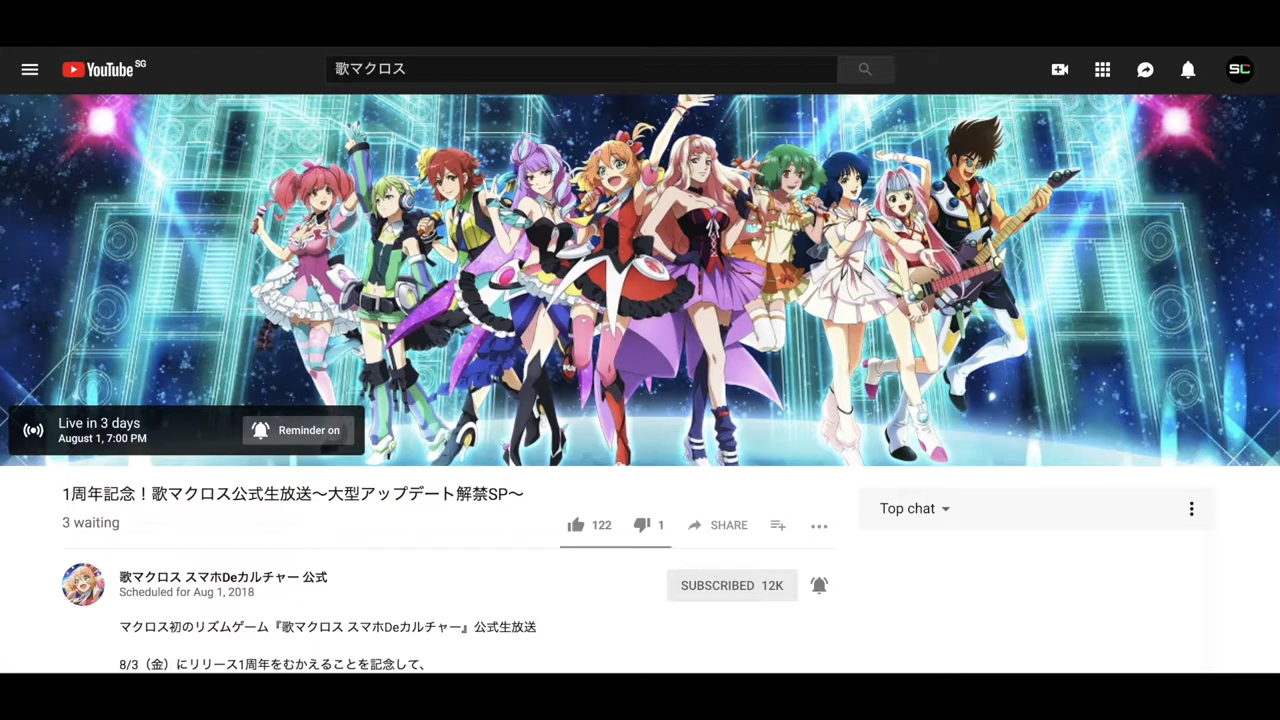 YouTube SG
歌マクロス
SC
Live in 3 days
August 1, 7:00 PM
Reminder on
1周年記念！歌マクロス公式生放送〜大型アップデート解禁SP〜
3 waiting
122
1
SHARE
Top chat
歌マクロス スマホDeカルチャー 公式
Scheduled for Aug 1, 2018
SUBSCRIBED 12K
マクロス初のリズムゲーム『歌マクロス スマホDeカルチャー』公式生放送
8/3（金）にリリース1周年をむかえることを記念して、